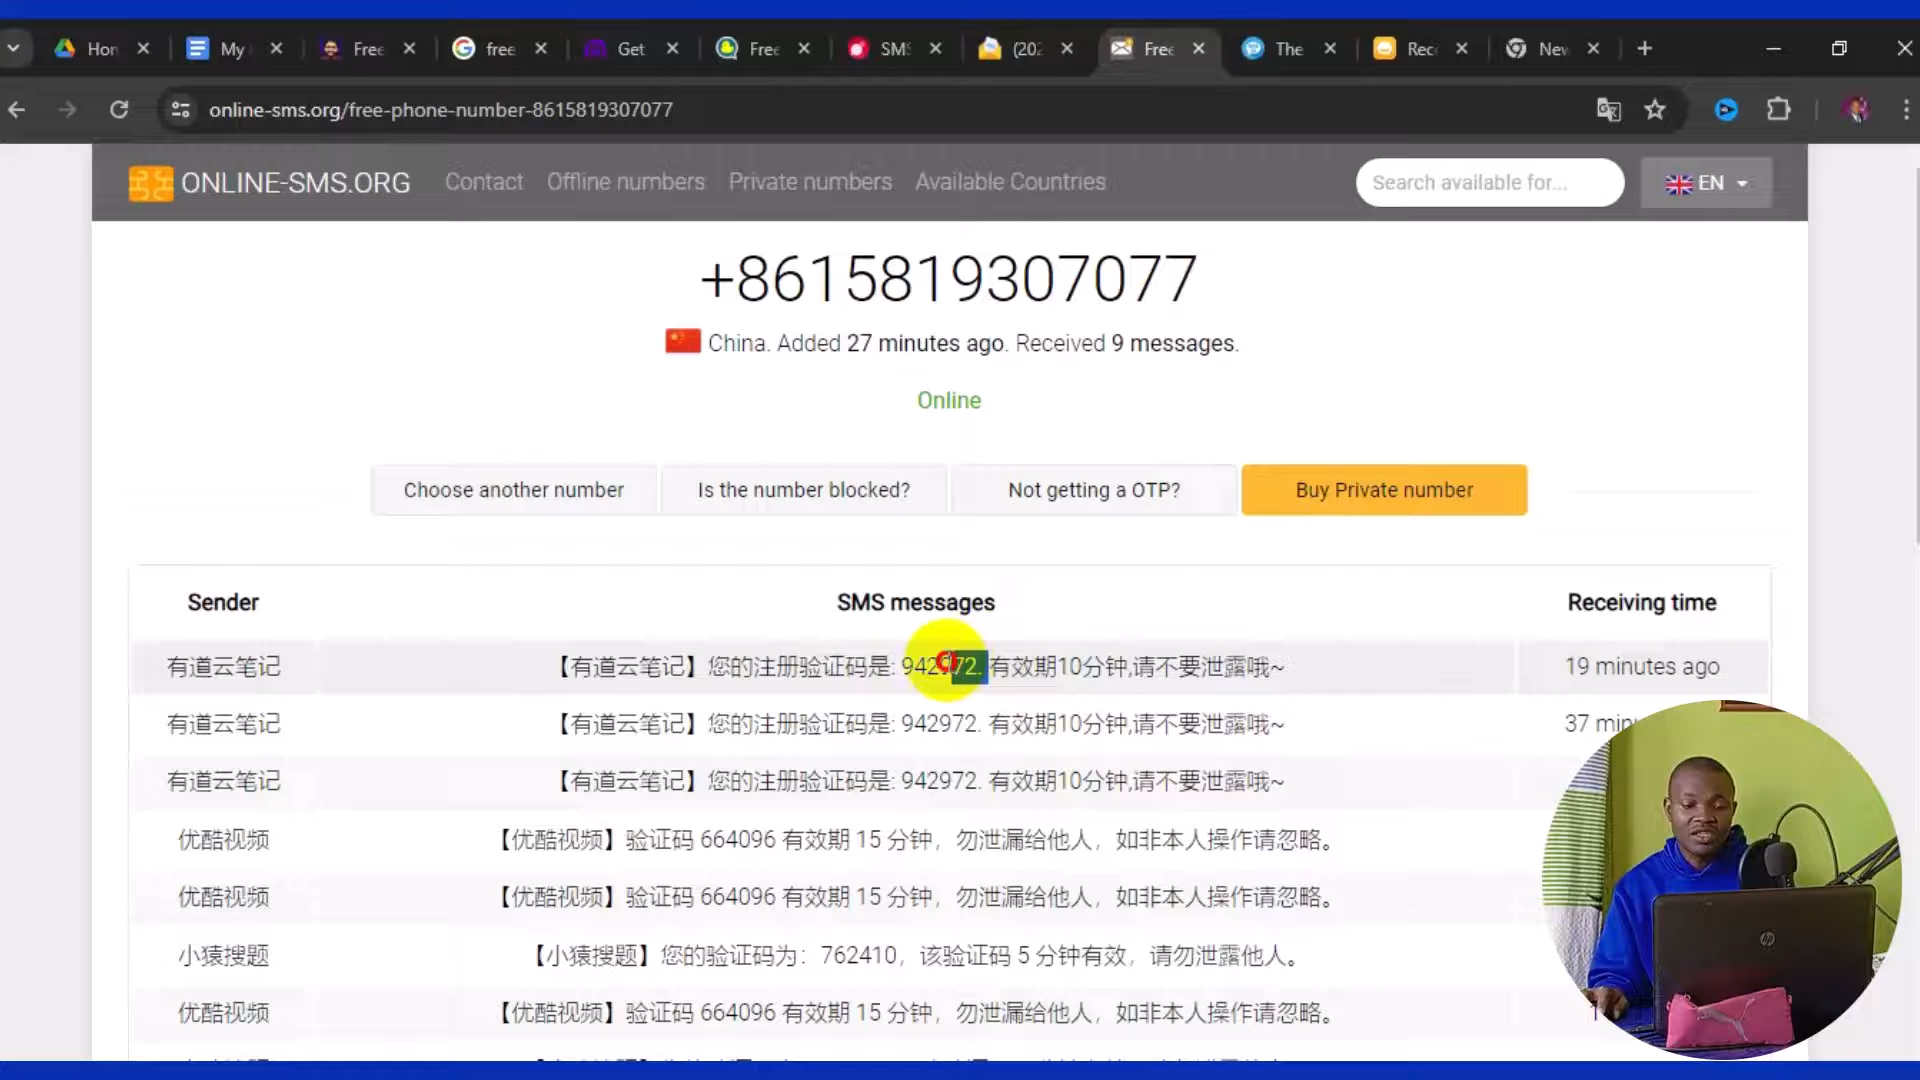 Hon
My
Free
free
Get
Free
SMS
(202
Free
The
Rec
New
online-sms.org/free-phone-number-8615819307077
ONLINE-SMS.ORG
Contact
Offline numbers
Private numbers
Available Countries
Search available for...
EN
+8615819307077
China. Added 27 minutes ago. Received 9 messages.
Online
Choose another number
Is the number blocked?
Not getting a OTP?
Buy Private number
Sender
SMS messages
Receiving time
有道云笔记
【有道云笔记】您的注册验证码是: 942972. 有效期10分钟,请不要泄露哦~
19 minutes ago
有道云笔记
【有道云笔记】您的注册验证码是: 942972. 有效期10分钟,请不要泄露哦~
37 min
有道云笔记
【有道云笔记】您的注册验证码是: 942972. 有效期10分钟,请不要泄露哦~
优酷视频
【优酷视频】验证码 664096 有效期 15 分钟，勿泄漏给他人，如非本人操作请忽略。
优酷视频
【优酷视频】验证码 664096 有效期 15 分钟，勿泄漏给他人，如非本人操作请忽略。
小猿搜题
【小猿搜题】您的验证码为：762410，该验证码 5 分钟有效，请勿泄露他人。
优酷视频
【优酷视频】验证码 664096 有效期 15 分钟，勿泄漏给他人，如非本人操作请忽略。
hp